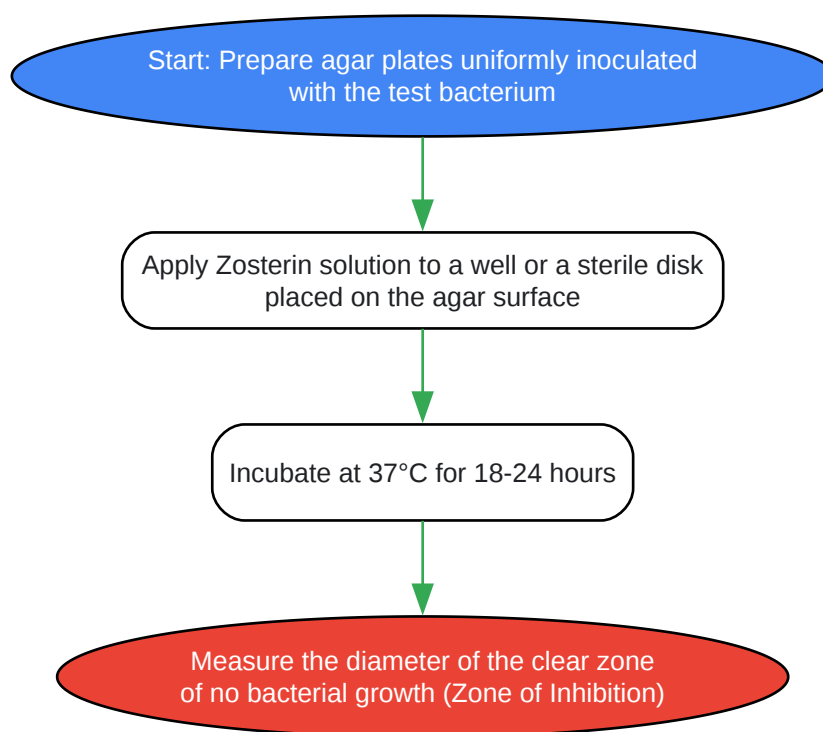 Start: Prepare agar plates uniformly inoculated
with the test bacterium
Apply Zosterin solution to a well or a sterile disk
placed on the agar surface
Incubate at 37°C for 18-24 hours
Measure the diameter of the clear zone
of no bacterial growth (Zone of Inhibition)